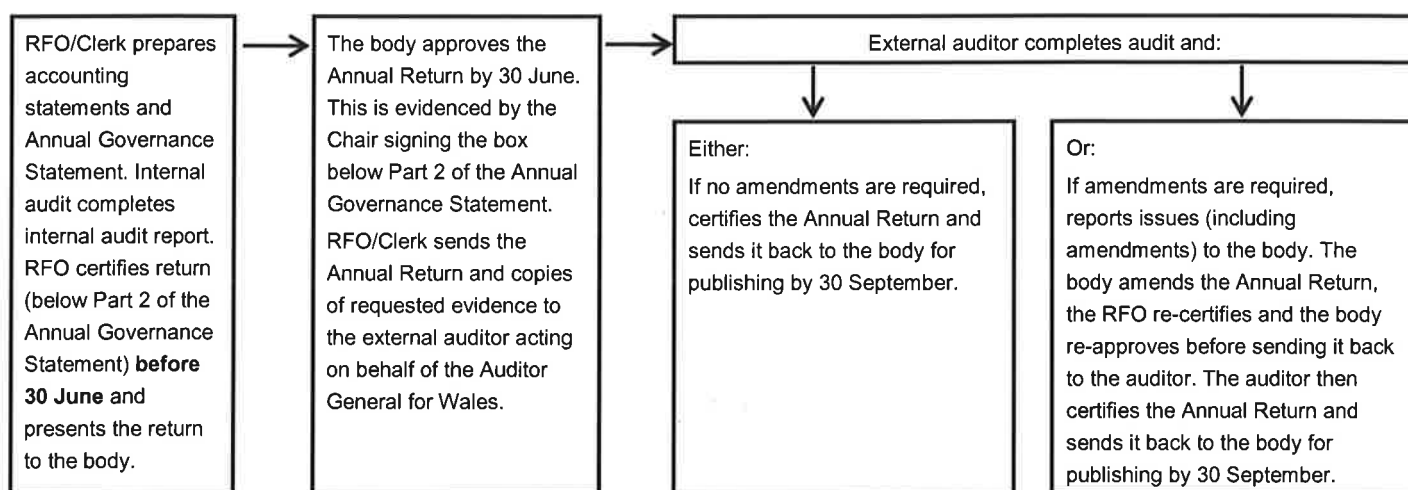 RFO/Clerk prepares
accounting
statements and
Annual Governance
Statement. Internal
audit completes
internal audit report.
RFO certifies return
(below Part 2 of the
Annual Governance
Statement) before
30 June and
presents the return
to the body.
The body approves the
Annual Return by 30 June.
This is evidenced by the
Chair signing the box
below Part 2 of the Annual
Governance Statement.
RFO/Clerk sends the
Annual Return and copies
of requested evidence to
the external auditor acting
on behalf of the Auditor
General for Wales.
External auditor completes audit and:
Either:
If no amendments are required,
certifies the Annual Return and
sends it back to the body for
publishing by 30 September.
Or:
If amendments are required,
reports issues (including
amendments) to the body. The
body amends the Annual Return,
the RFO re-certifies and the body
re-approves before sending it back
to the auditor. The auditor then
certifies the Annual Return and
sends it back to the body for
publishing by 30 September.